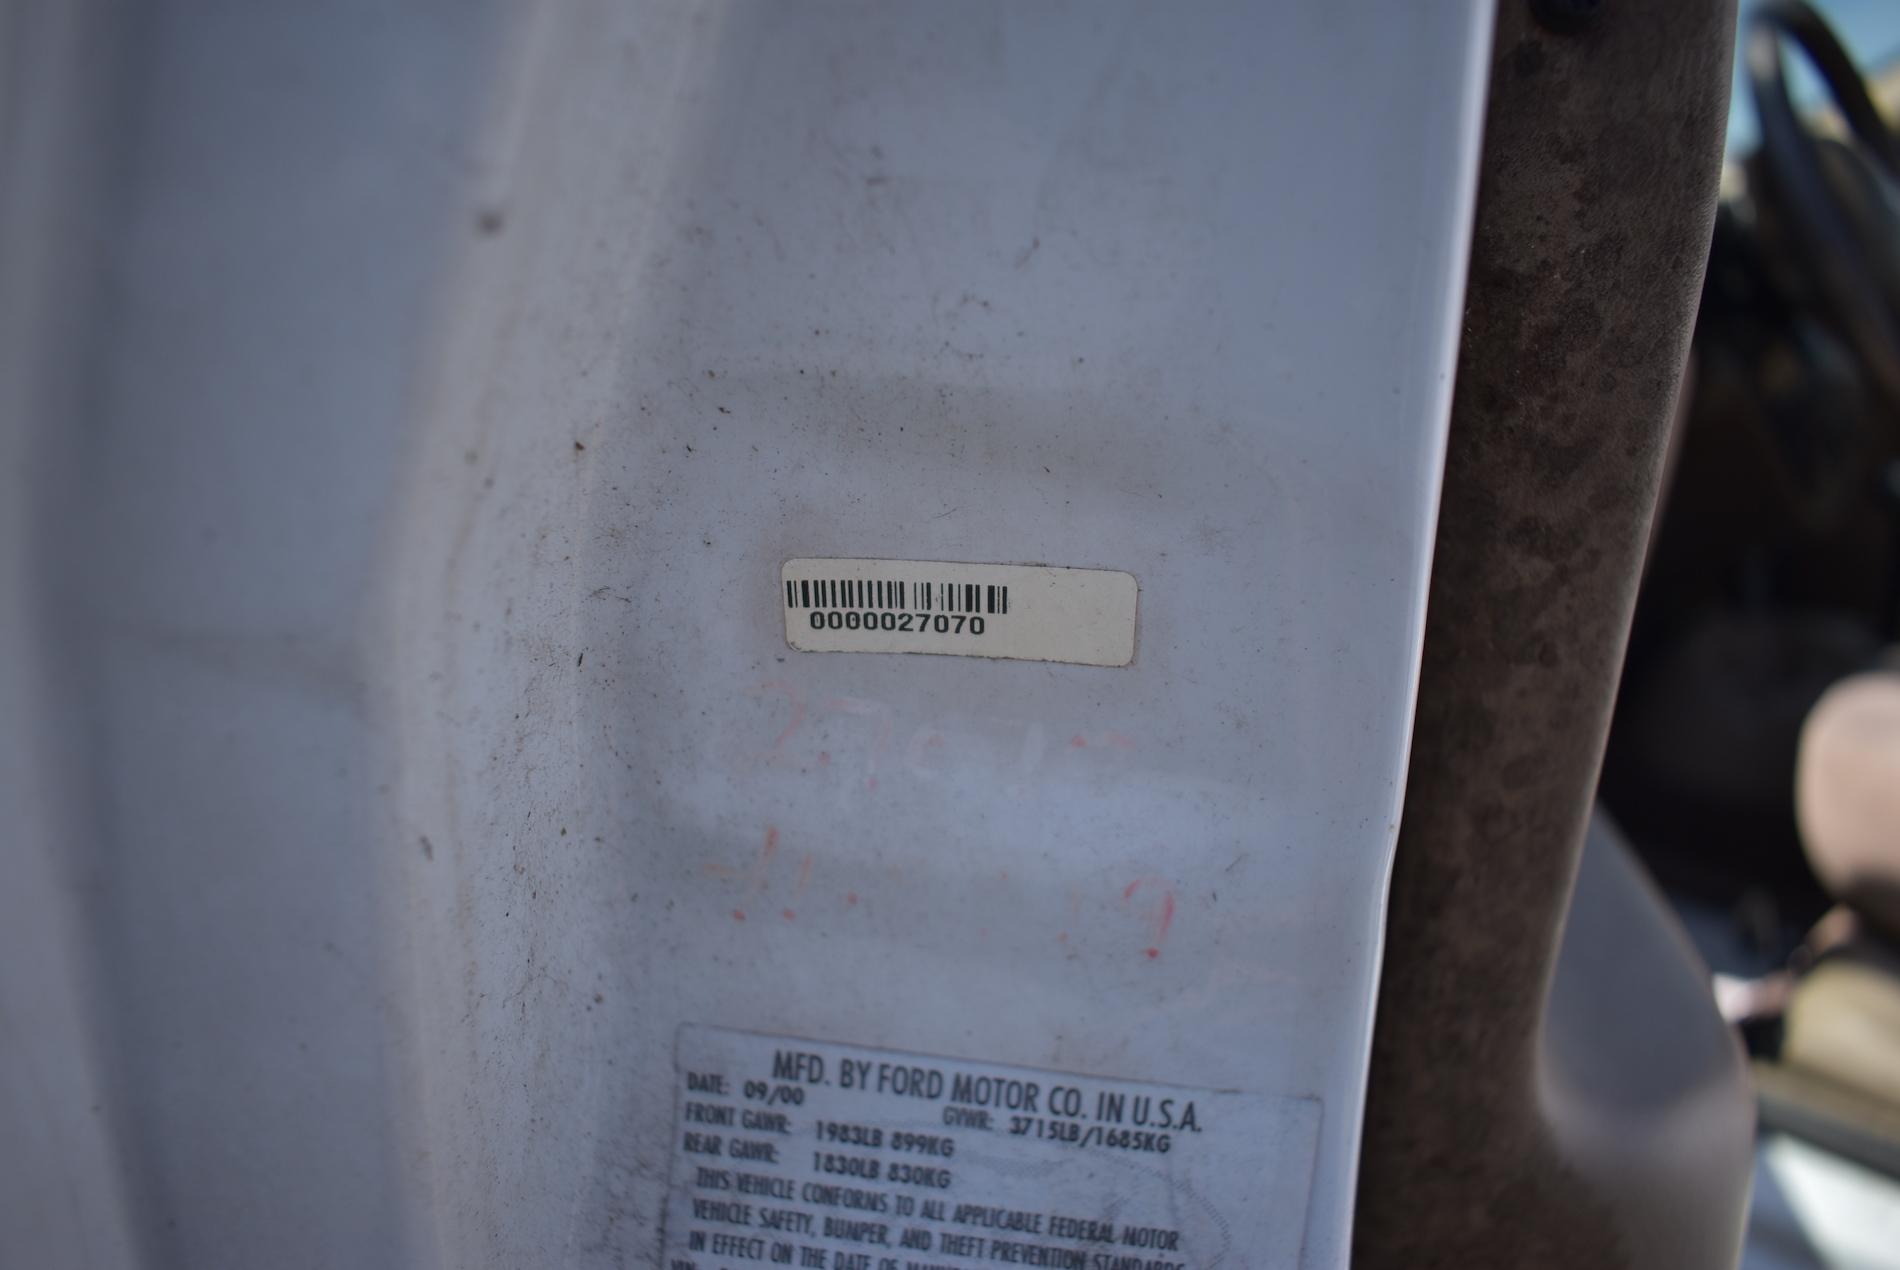 0000027070
MFD. BY FORD MOTOR CO. IN U.S.A.
DATE: 09/00
GVWR: 3715LB/1685KG
FRONT GAWR: 1983LB 899KG
REAR GAWR: 1830LB 830KG
THIS VEHICLE CONFORMS TO ALL APPLICABLE FEDERAL MOTOR
VEHICLE SAFETY, BUMPER, AND THEFT PREVENTION STANDARDS
IN EFFECT ON THE DATE OF